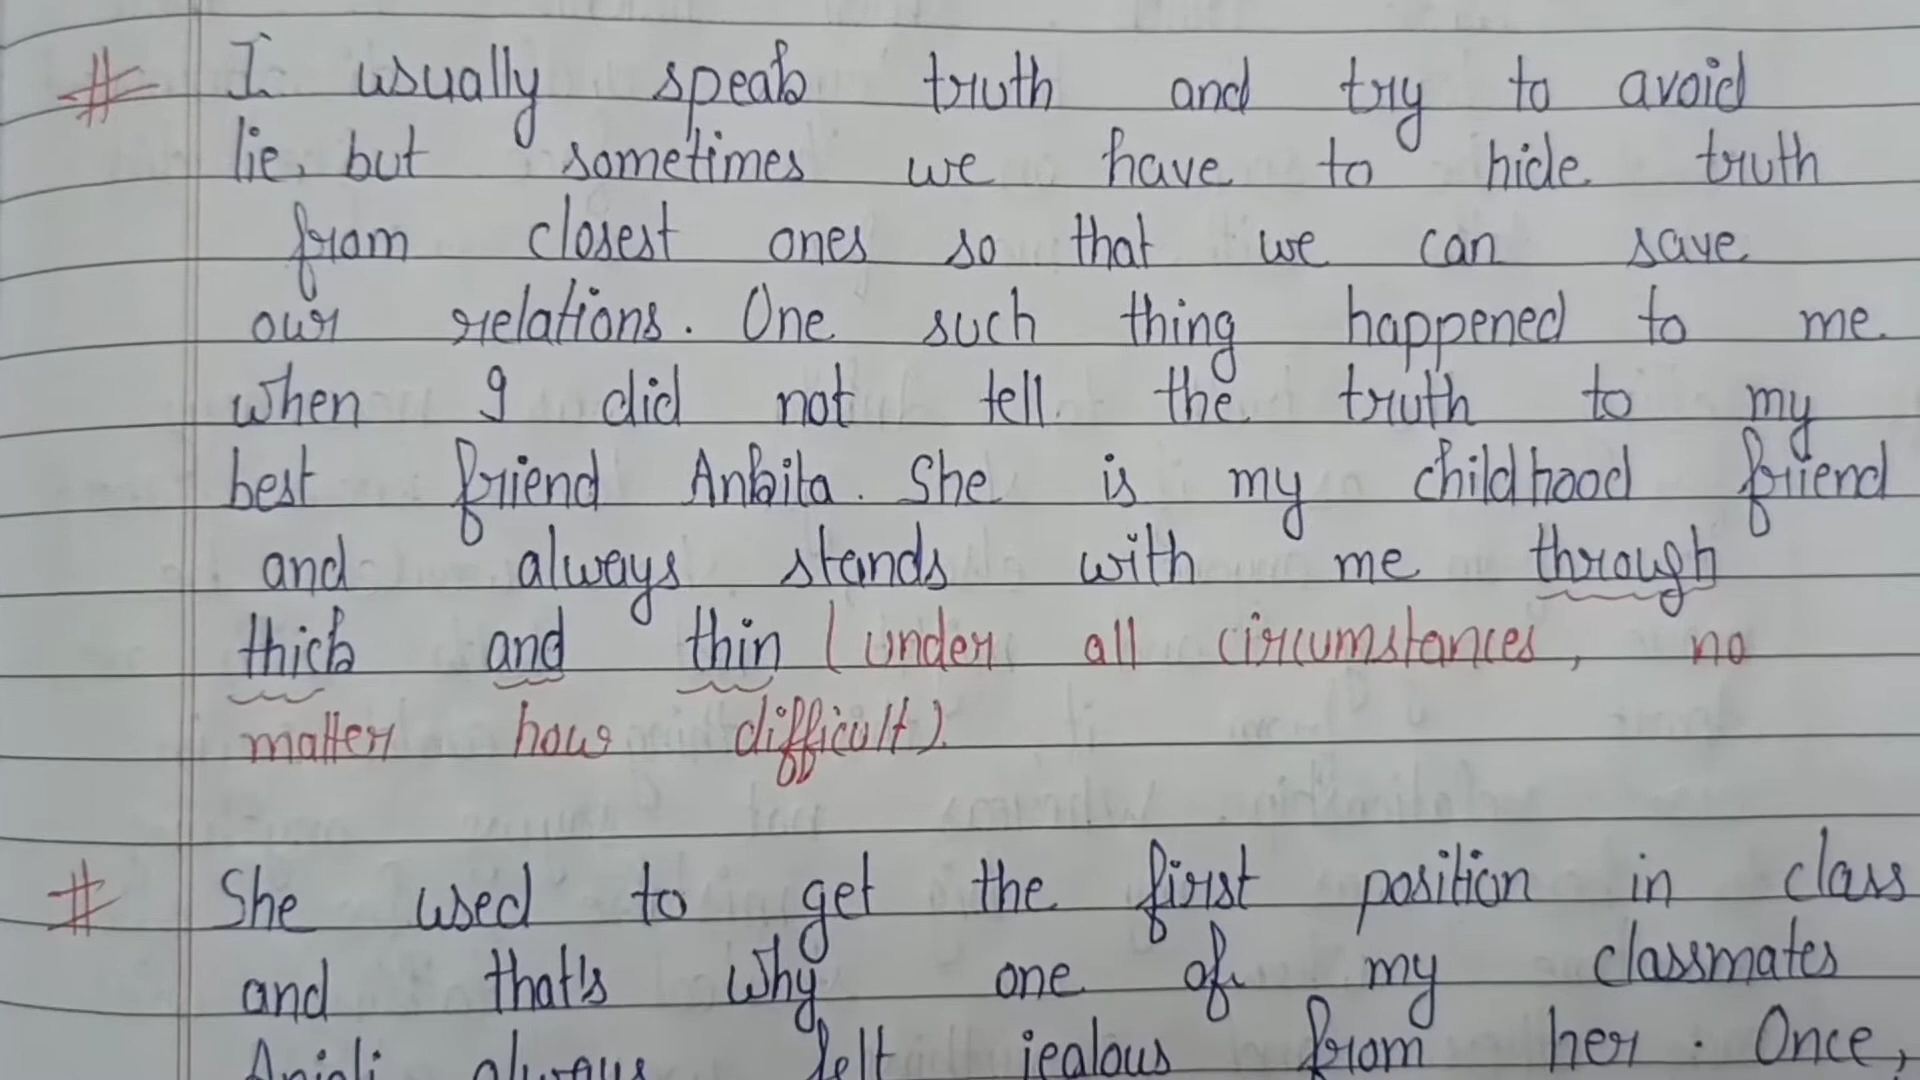 # I usually speak truth and try to avoid
lie, but sometimes we have to hide truth
from closest ones so that we can save
our relations. One such thing happened to me
when I did not tell the truth to my
best friend Ankita. She is my childhood friend
and always stands with me through
thick and thin (under all circumstances, no
matter how difficult).
# She used to get the first position in class
and that's why one of my classmates
Anjali always felt jealous from her. Once,